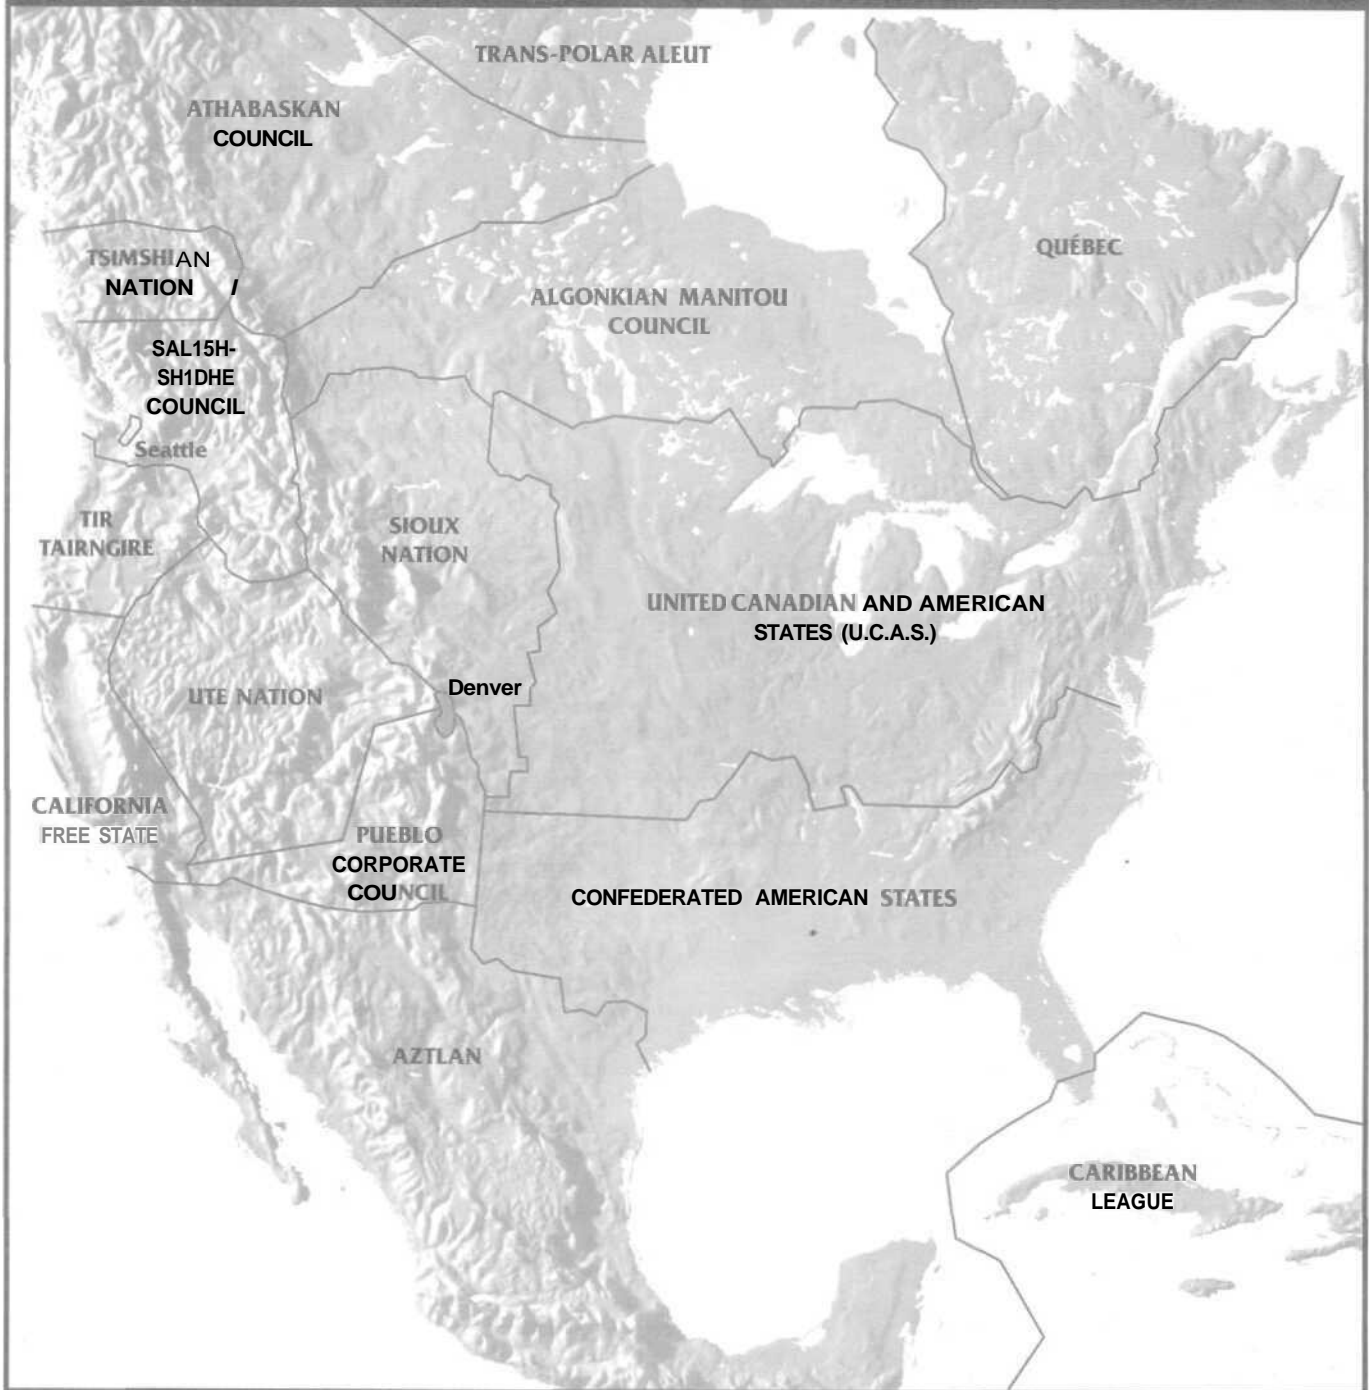 TRANS-POLAR ALEUT
ATHABASKAN
COUNCIL
TSIMSHIAN
NATION I
QUÉBEC
ALGONKIAN MANITOU
COUNCIL
SAL15H-
SH1DHE
COUNCIL
Seattle
TIR
TAIRNGIRE
SIOUX
NATION
UNITED CANADIAN AND AMERICAN
STATES (U.C.A.S.)
UTE NATION
Denver
CALIFORNIA
FREE STATE
PUEBLO
CORPORATE
COUNCIL
CONFEDERATED AMERICAN STATES
AZTLAN
CARIBBEAN
LEAGUE